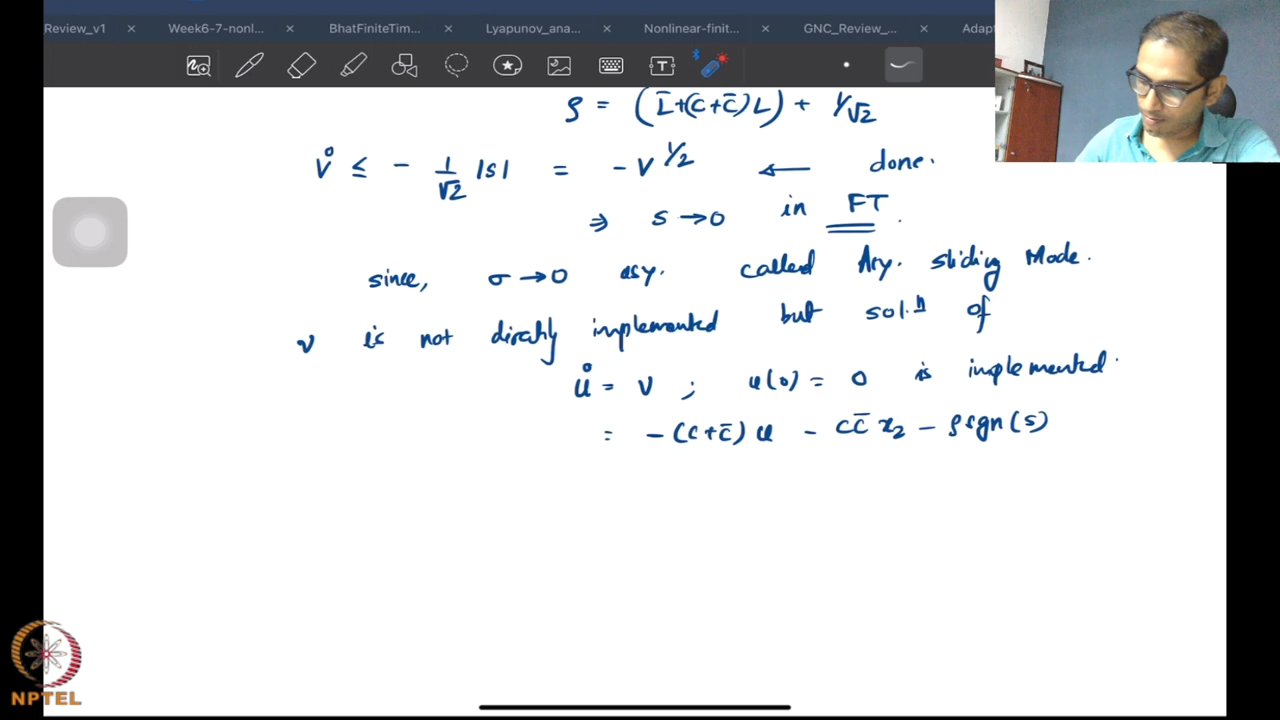 Review_v1 × Week6-7-nonl... × BhatFiniteTim... × Lyapunov_ana... × Nonlinear-finit... × GNC_Review_... × Adap
ρ = (L̄+(c+c̄)L) + 1/√2
V̊ ≤ - 1/√2 |s| = -V^{1/2} ← done.
⇒ s→0 in FT.
since, σ→0 asy. called Asy. sliding Mode.
v is not directly implemented but sol.n of
ů = v ; u(0) = 0 is implemented.
= -(c+c̄) u - cc̄ x₂ - ρ sgn(s)
NPTEL